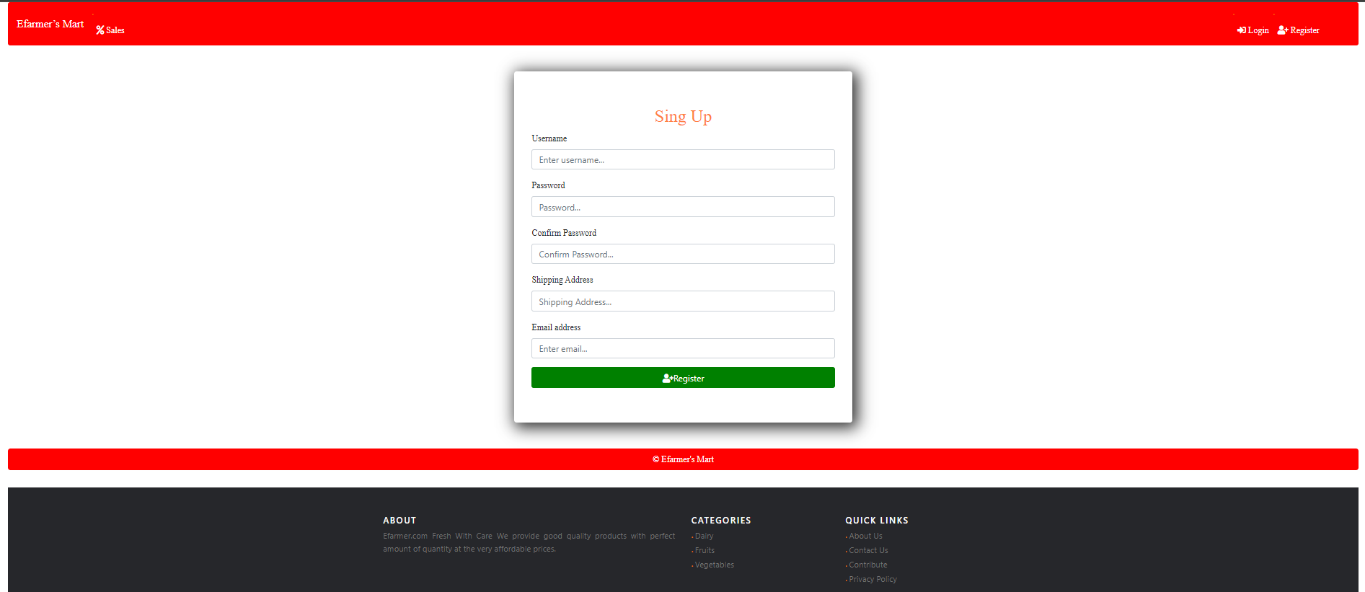 Efarmer's Mart
Sales
Login
Register
Sing Up
Username
Enter username...
Password
Password...
Confirm Password
Confirm Password...
Shipping Address
Shipping Address...
Email address
Enter email...
Register
© Efarmer's Mart
ABOUT
Efarmer.com Fresh With Care We provide good quality products with perfect
amount of quantity at the very affordable prices.
CATEGORIES
Dairy
Fruits
Vegetables
QUICK LINKS
About Us
Contact Us
Contribute
Privacy Policy